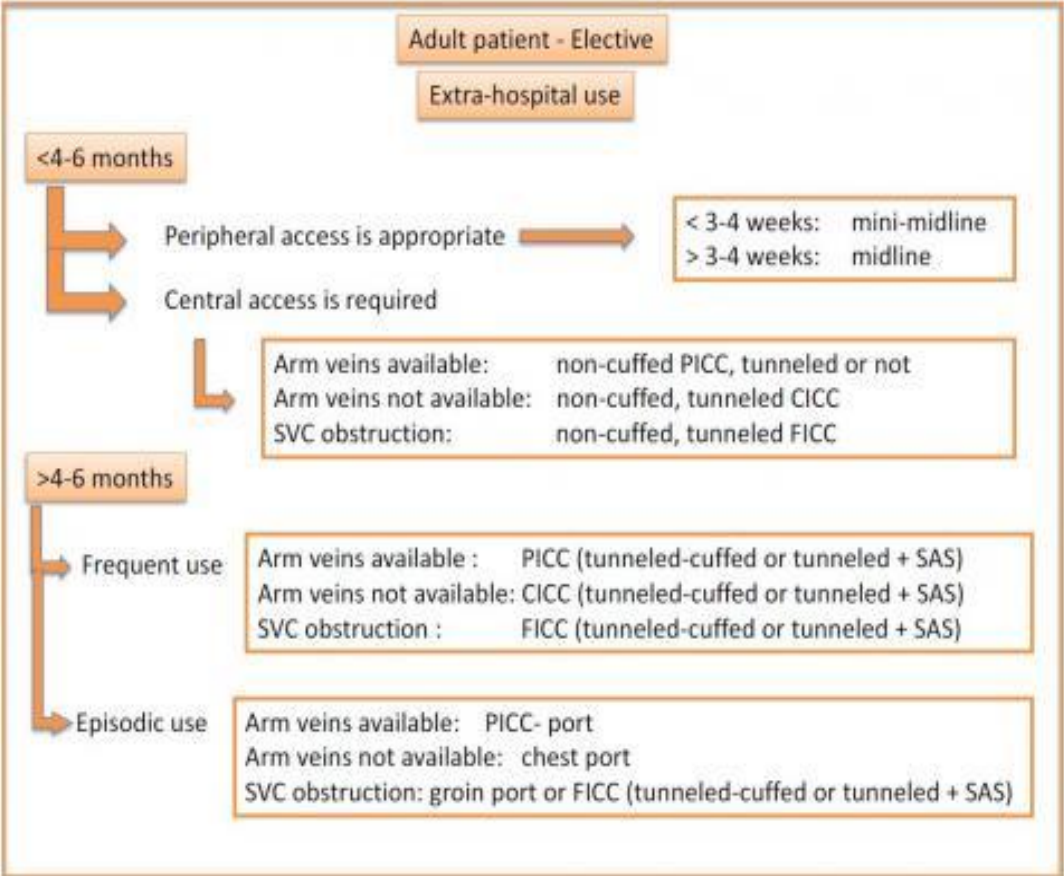 Adult patient - Elective
Extra-hospital use
<4-6 months
Peripheral access is appropriate
< 3-4 weeks: mini-midline
> 3-4 weeks: midline
Central access is required
Arm veins available: non-cuffed PICC, tunneled or not
Arm veins not available: non-cuffed, tunneled CICC
SVC obstruction: non-cuffed, tunneled FICC
>4-6 months
Frequent use
Arm veins available : PICC (tunneled-cuffed or tunneled + SAS)
Arm veins not available: CICC (tunneled-cuffed or tunneled + SAS)
SVC obstruction : FICC (tunneled-cuffed or tunneled + SAS)
Episodic use
Arm veins available: PICC- port
Arm veins not available: chest port
SVC obstruction: groin port or FICC (tunneled-cuffed or tunneled + SAS)